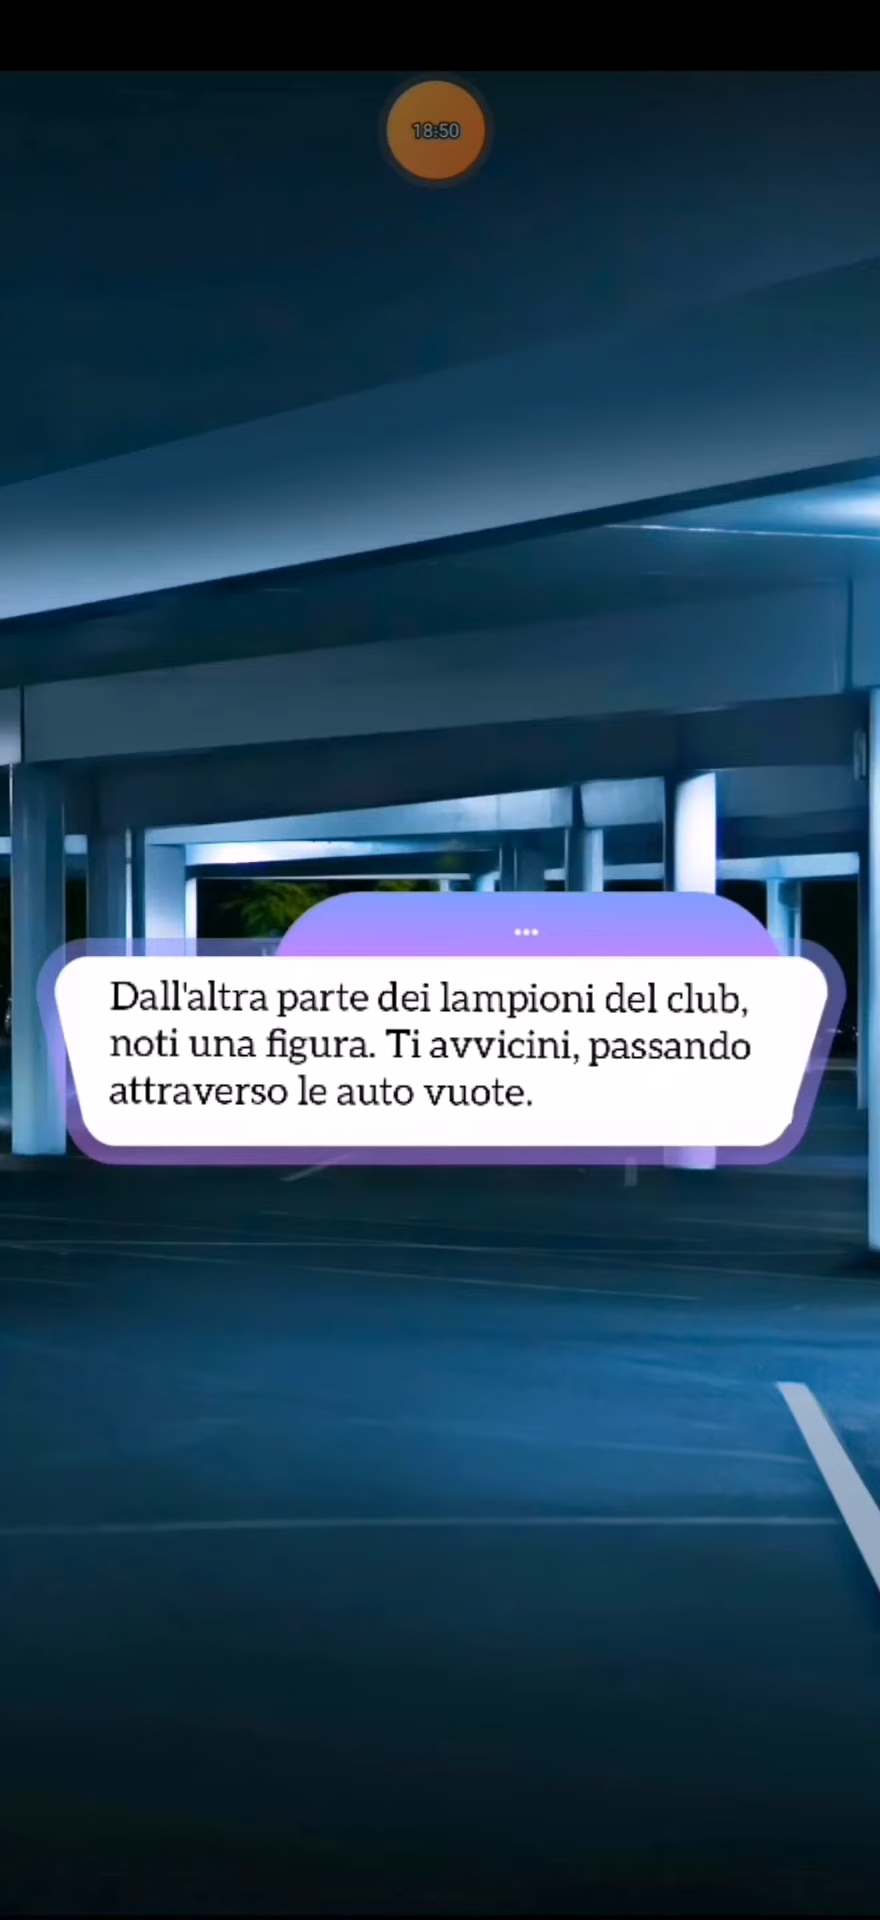 18:50
...
Dall'altra parte dei lampioni del club,
noti una figura. Ti avvicini, passando
attraverso le auto vuote.